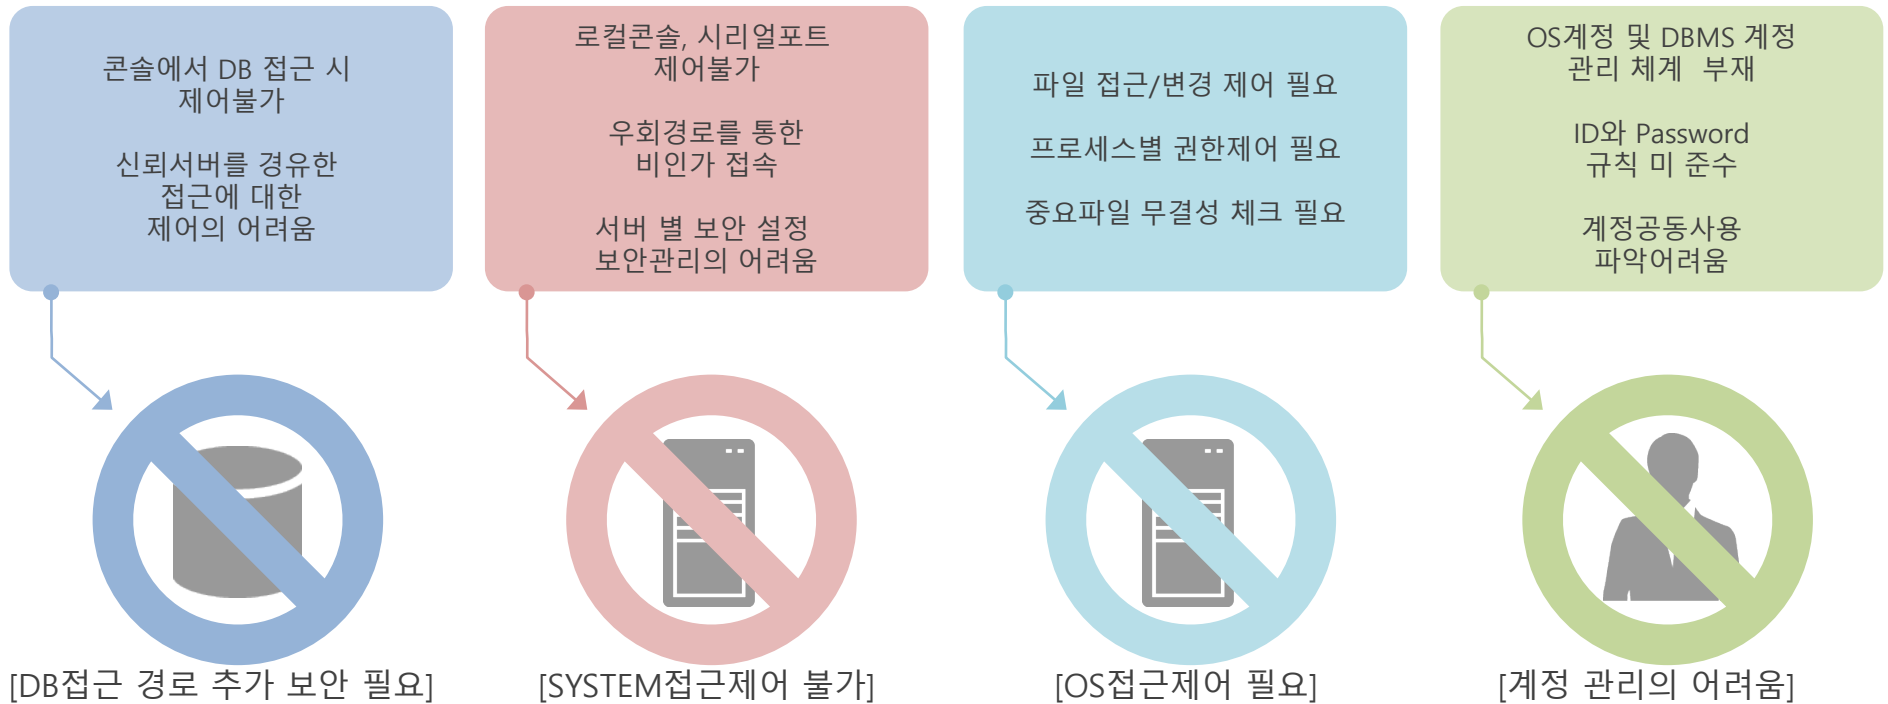 콘솔에서 DB 접근 시
제어불가
신뢰서버를 경유한
접근에 대한
제어의 어려움
로컬콘솔, 시리얼포트
제어불가
우회경로를 통한
비인가 접속
서버 별 보안 설정
보안관리의 어려움
파일 접근/변경 제어 필요
프로세스별 권한제어 필요
중요파일 무결성 체크 필요
OS계정 및 DBMS 계정
관리 체계 부재
ID와 Password
규칙 미 준수
계정공동사용
파악어려움
[DB접근 경로 추가 보안 필요]
[SYSTEM접근제어 불가]
[OS접근제어 필요]
[계정 관리의 어려움]